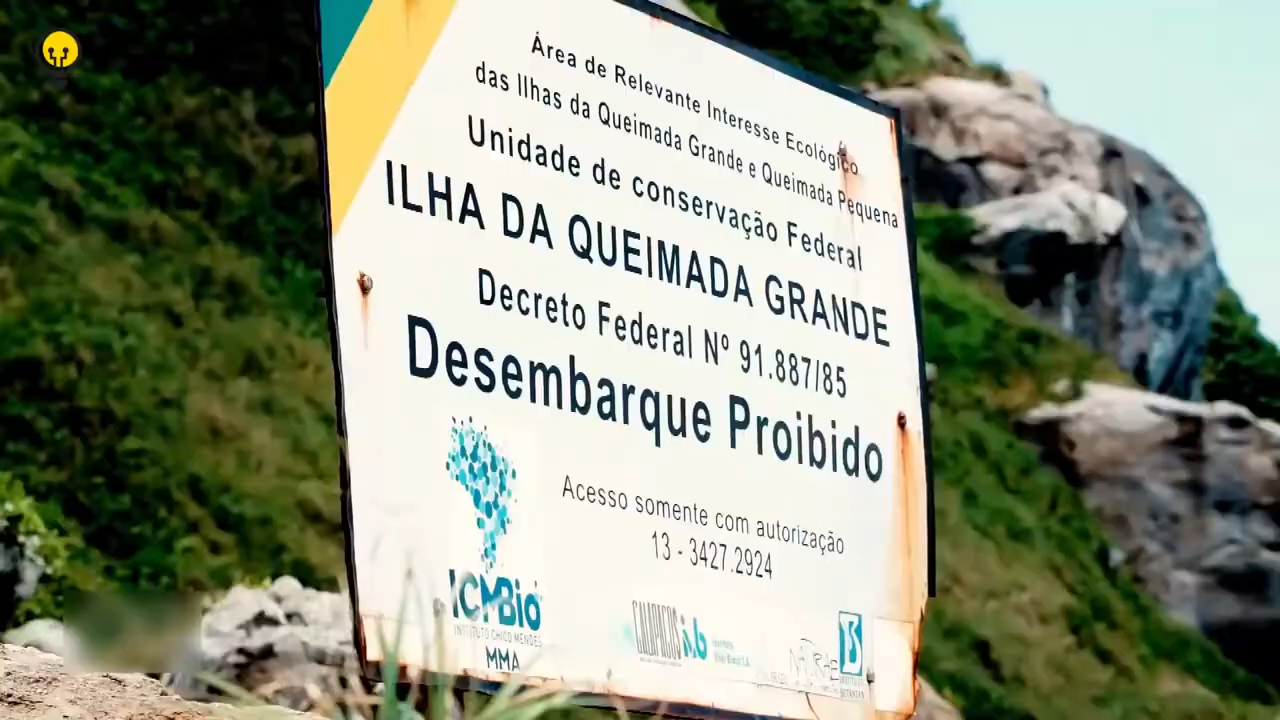 Área de Relevante Interesse Ecológico
das Ilhas da Queimada Grande e Queimada Pequena
Unidade de conservação Federal
ILHA DA QUEIMADA GRANDE
Decreto Federal Nº 91.887/85
Desembarque Proibido
Acesso somente com autorização
13 - 3427.2924
ICMBio
INSTITUTO CHICO MENDES
MMA